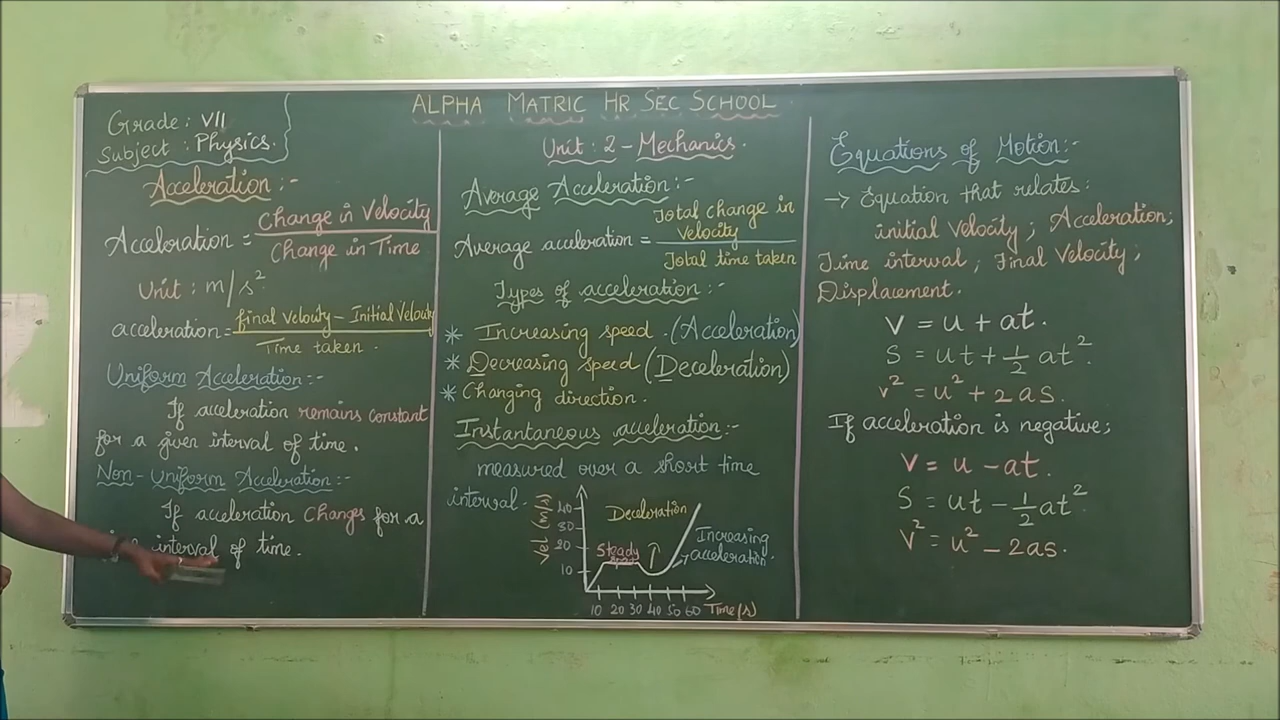 ALPHA MATRIC HR SEC SCHOOL
Grade : VII
Subject : Physics.
Acceleration :-
Acceleration = Change in Velocity
Change in Time
Unit : m/s²
acceleration = final velocity – Initial Velocity
Time taken .
Uniform Acceleration :-
If acceleration remains constant
for a given interval of time.
Non-Uniform Acceleration :-
If acceleration changes for a
interval of time.
Unit : 2 – Mechanics.
Average Acceleration :-
Average acceleration = Total change in
velocity
Total time taken
Types of acceleration :-
* Increasing speed . (Acceleration)
* Decreasing speed (Deceleration)
* Changing direction .
Instantaneous acceleration :-
measured over a short time
interval .
Vel (m/s)
40
30
20
10
Deceleration
Steady
Increasing
acceleration.
10 20 30 40 50 60 Time(s)
Equations of Motion :-
→ Equation that relates :
initial velocity ; Acceleration ;
Time interval ; Final Velocity ;
Displacement .
V = u + at .
S = ut + 1/2 at² .
v² = u² + 2as .
If acceleration is negative ;
V = u – at .
S = ut – 1/2 at²
V² = u² – 2as .